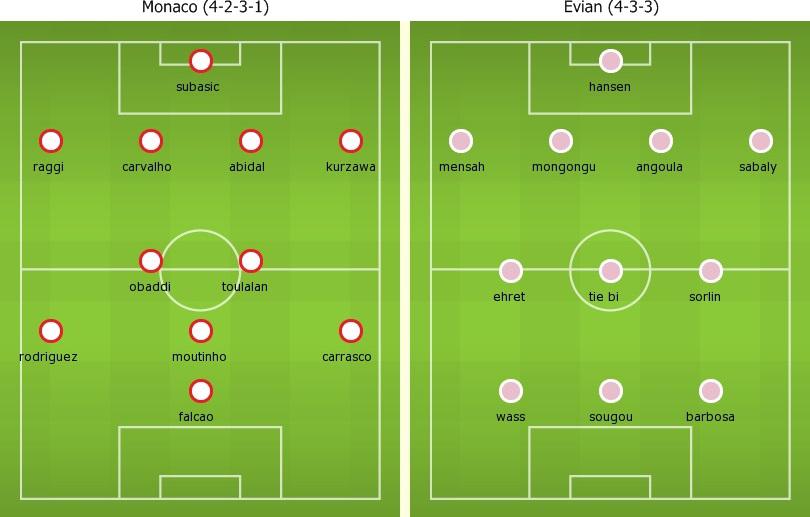 Monaco (4-2-3-1)
subasic
raggi carvalho abidal kurzawa
obaddi toulalan
rodriguez moutinho carrasco
falcao
Evian (4-3-3)
hansen
mensah mongongu angoula sabaly
ehret tie bi sorlin
wass sougou barbosa